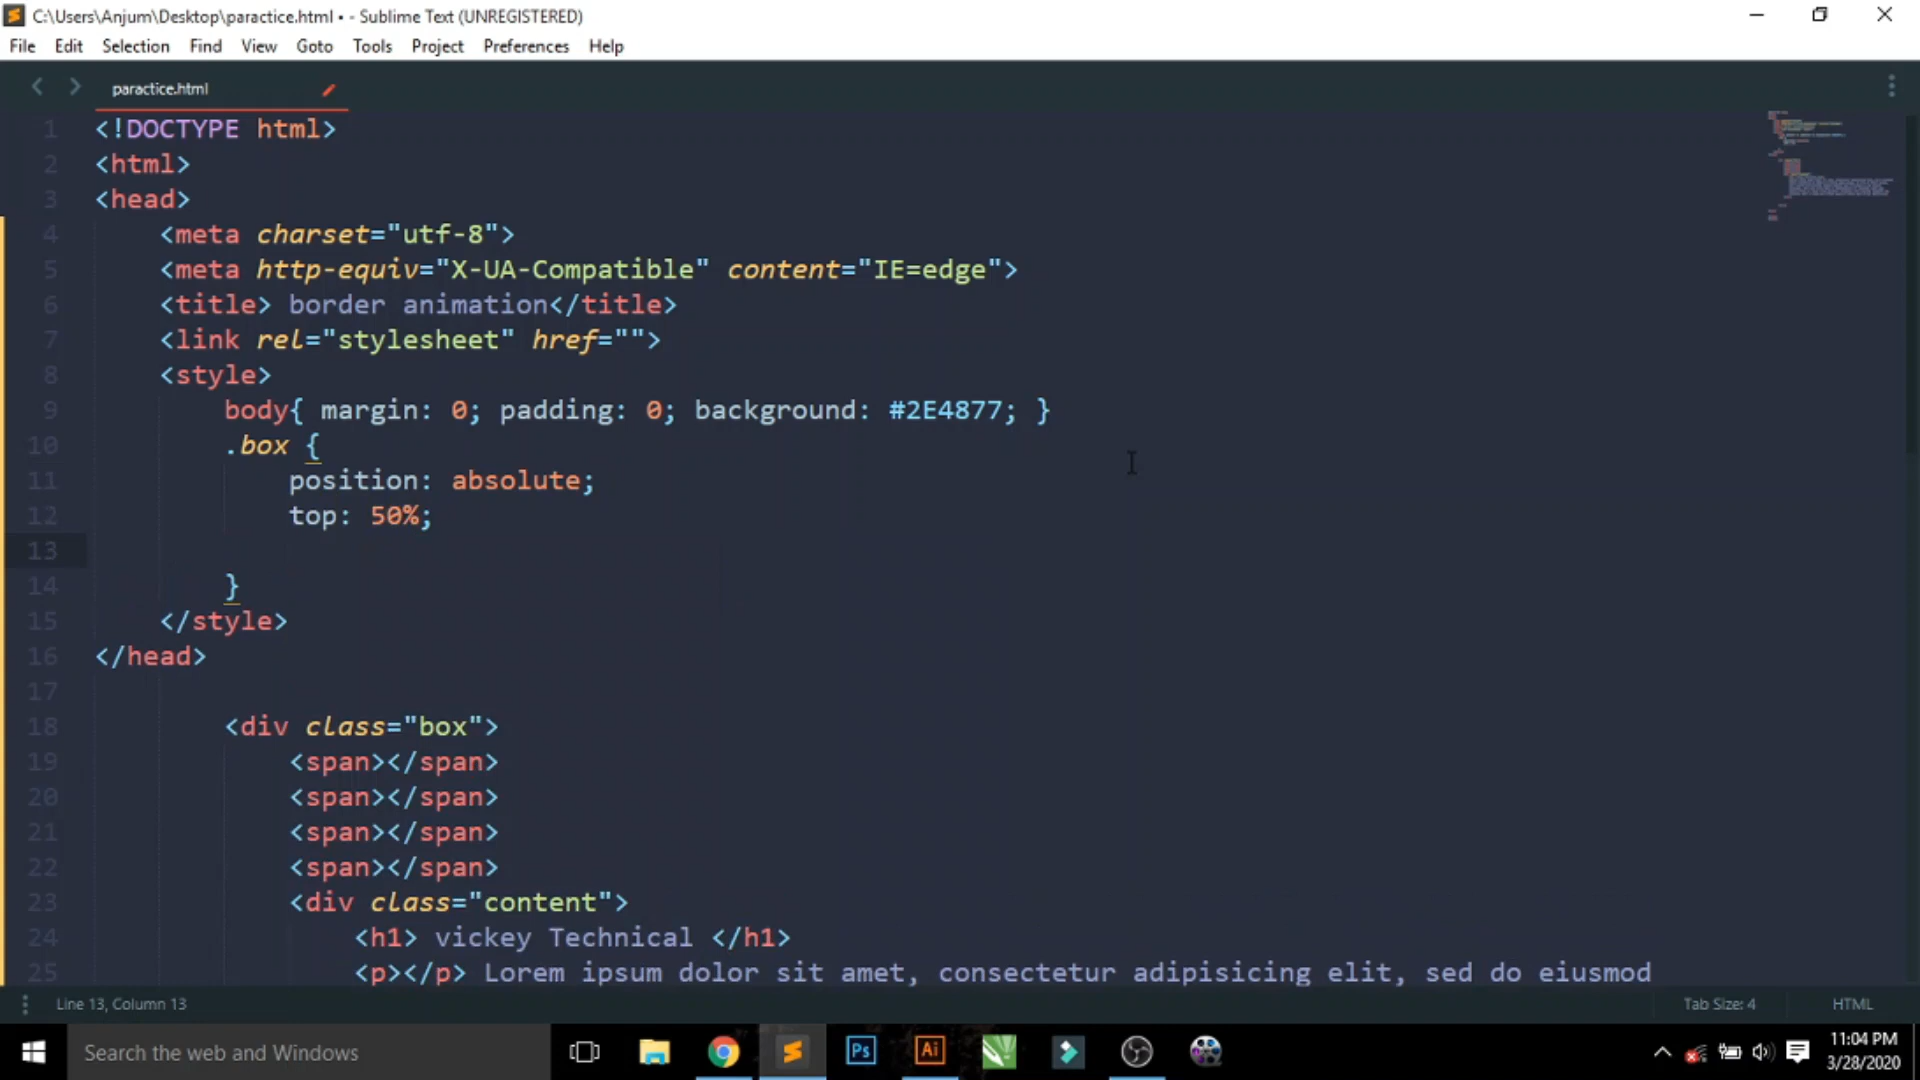 C:\Users\Anjum\Desktop\paractice.html • - Sublime Text (UNREGISTERED)
File Edit Selection Find View Goto Tools Project Preferences Help
paractice.html
1 <!DOCTYPE html>
2 <html>
3 <head>
4 <meta charset="utf-8">
5 <meta http-equiv="X-UA-Compatible" content="IE=edge">
6 <title> border animation</title>
7 <link rel="stylesheet" href="">
8 <style>
9 body{ margin: 0; padding: 0; background: #2E4877; }
10 .box {
11 position: absolute;
12 top: 50%;
13
14 }
15 </style>
16 </head>
17
18 <div class="box">
19 <span></span>
20 <span></span>
21 <span></span>
22 <span></span>
23 <div class="content">
24 <h1> vickey Technical </h1>
25 <p></p> Lorem ipsum dolor sit amet, consectetur adipisicing elit, sed do eiusmod
Line 13, Column 13 Tab Size: 4 HTML
Search the web and Windows
Ps
Ai
11:04 PM
3/28/2020